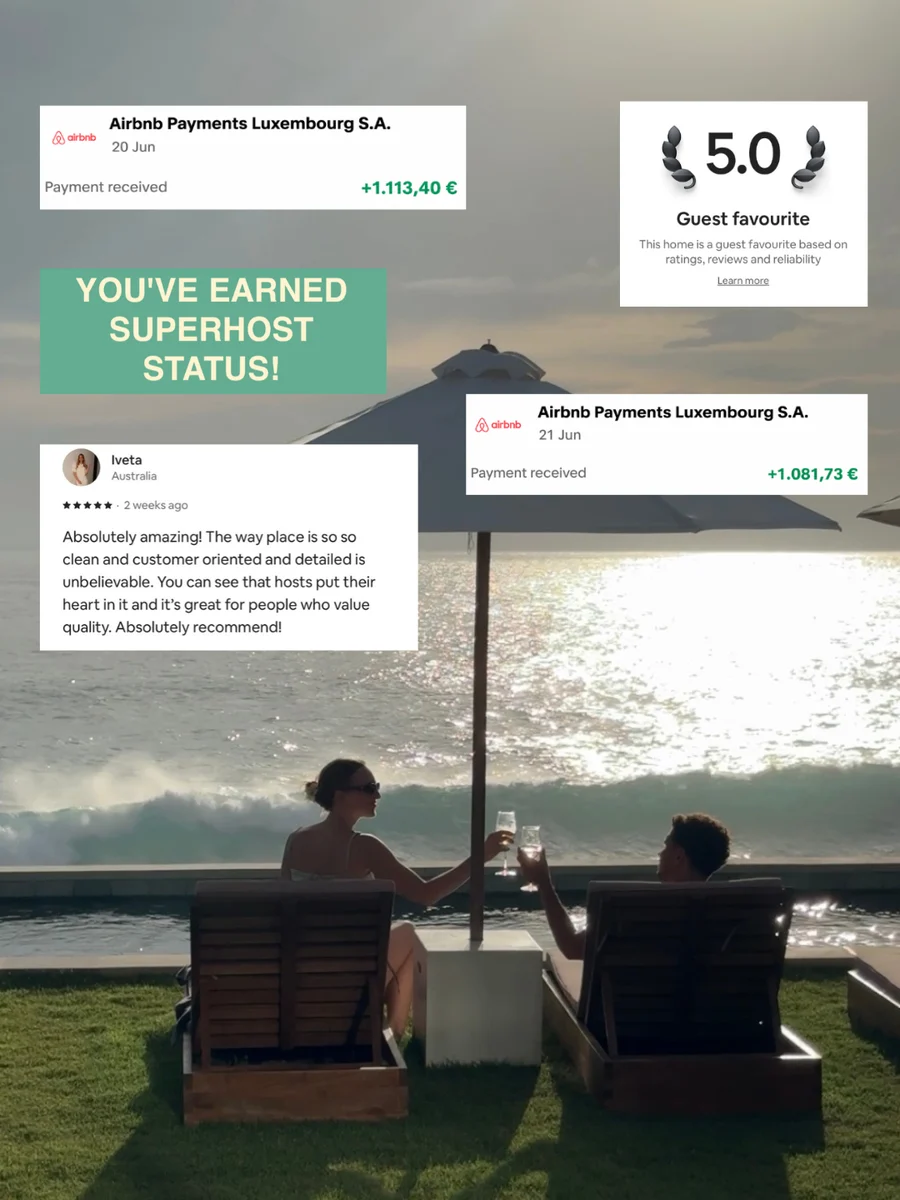 airbnb
Airbnb Payments Luxembourg S.A.
20 Jun
Payment received
+1.113,40 €
5.0
Guest favourite
This home is a guest favourite based on
ratings, reviews and reliability
Learn more
YOU'VE EARNED
SUPERHOST
STATUS!
airbnb
Airbnb Payments Luxembourg S.A.
21 Jun
Payment received
+1.081,73 €
Iveta
Australia
★★★★★ · 2 weeks ago
Absolutely amazing! The way place is so so
clean and customer oriented and detailed is
unbelievable. You can see that hosts put their
heart in it and it's great for people who value
quality. Absolutely recommend!